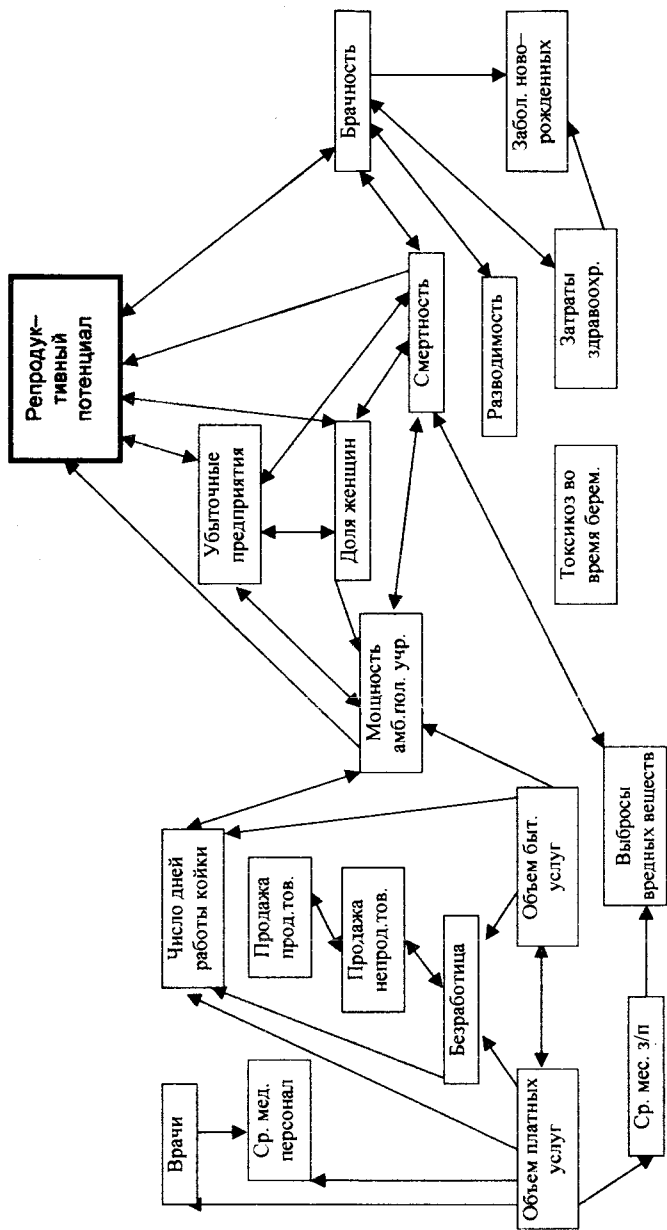 Репродук–
тивный
потенциал
Врачи
Ср. мед.
персонал
Число дней
работы койки
Продажа
прод.тов.
Продажа
непрод.тов.
Безработица
Объем платных
услуг
Объем быт.
услуг
Ср. мес. з/п
Выбросы
вредных веществ
Мощность
амб.пол. учр.
Убыточные
предприятия
Доля женщин
Смертность
Брачность
Разводимость
Токсикоз во
время берем.
Затраты
здравоохр.
Забол. ново–
рожденных